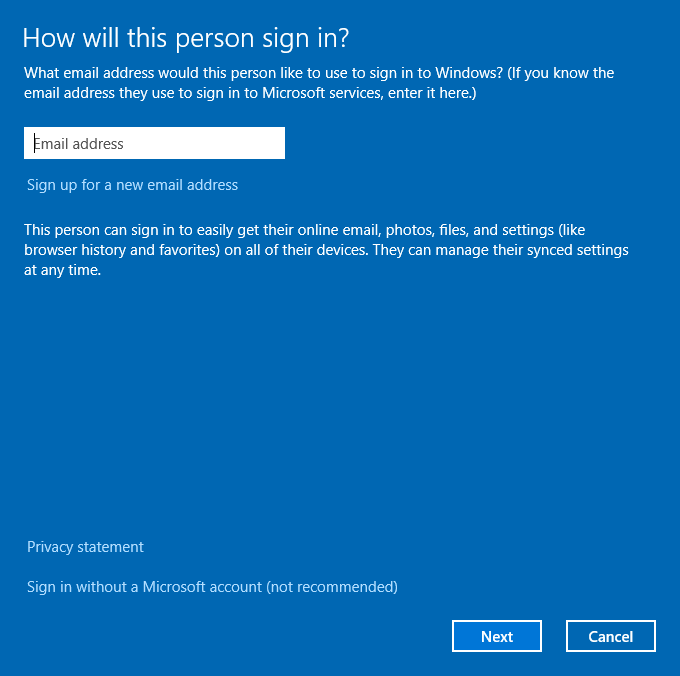 How will this person sign in?
What email address would this person like to use to sign in to Windows? (If you know the
email address they use to sign in to Microsoft services, enter it here.)
Email address
Sign up for a new email address
This person can sign in to easily get their online email, photos, files, and settings (like
browser history and favorites) on all of their devices. They can manage their synced settings
at any time.
Privacy statement
Sign in without a Microsoft account (not recommended)
Next Cancel